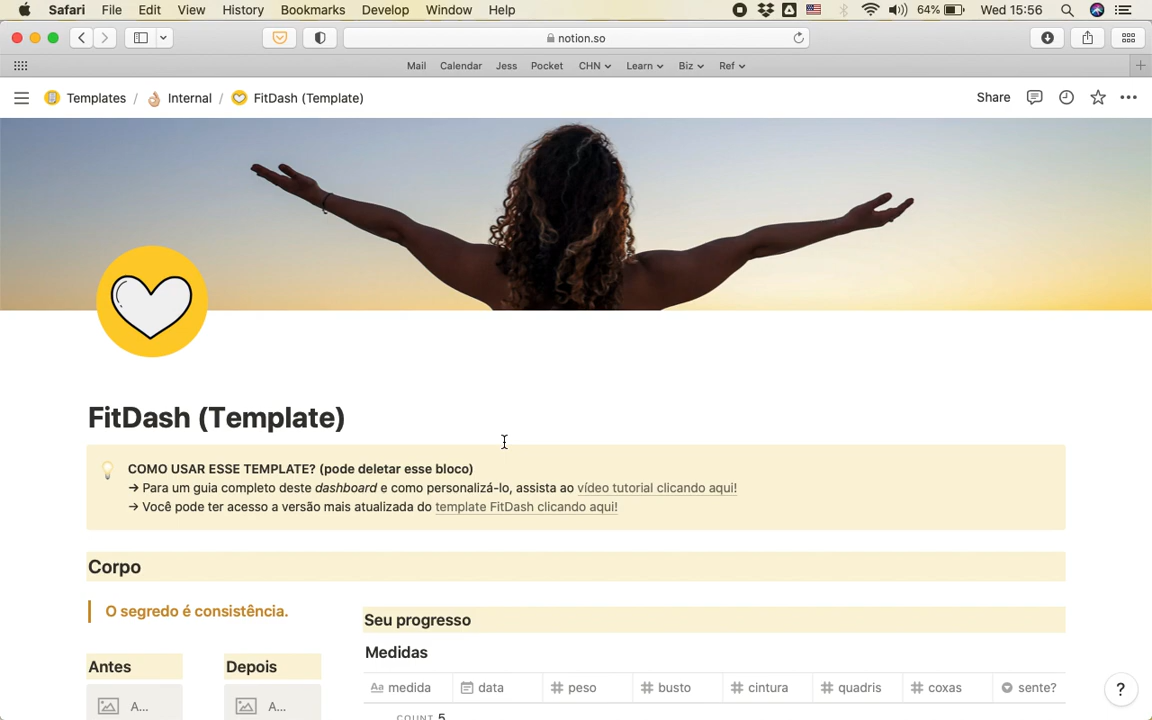 Safari File Edit View History Bookmarks Develop Window Help 64% Wed 15:56
notion.so
Mail Calendar Jess Pocket CHN Learn Biz Ref
Templates / Internal / FitDash (Template) Share
FitDash (Template)
COMO USAR ESSE TEMPLATE? (pode deletar esse bloco)
→ Para um guia completo deste dashboard e como personalizá-lo, assista ao vídeo tutorial clicando aqui!
→ Você pode ter acesso a versão mais atualizada do template FitDash clicando aqui!
Corpo
O segredo é consistência.
Seu progresso
Medidas
Antes Depois
Aa medida data # peso # busto # cintura # quadris # coxas sente?
A... A...
COUNT 5
?